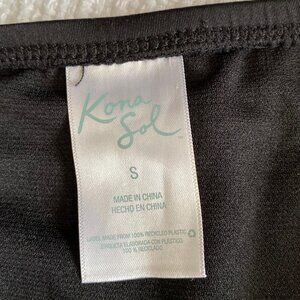 Kona
Sol
S
MADE IN CHINA
HECHO EN CHINA
LABEL MADE FROM 100% RECYCLED PLASTIC
ETIQUETA ELABORADA CON PLÁSTICO
100 % RECICLADO